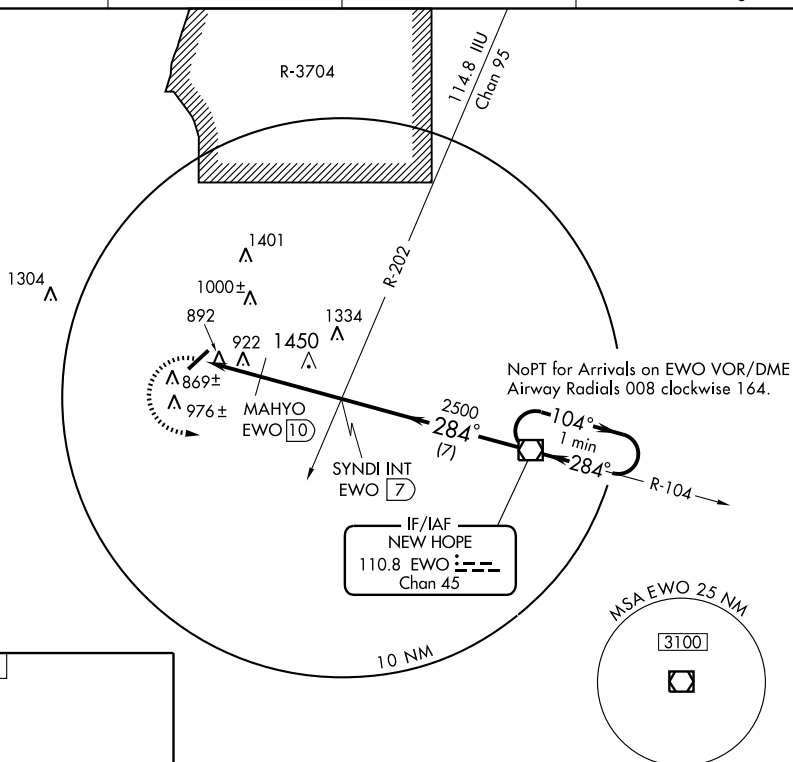 R-3704
114.8 IIU
Chan 95
R-202
1401
1304
1000±
892
922
1450
1334
869±
976±
MAHYO
EWO 10
SYNDI INT
EWO 7
2500
284°
(7)
NoPT for Arrivals on EWO VOR/DME
Airway Radials 008 clockwise 164.
104°
1 min
284°
R-104
IF/IAF
NEW HOPE
110.8 EWO
Chan 45
10 NM
MSA EWO 25 NM
3100